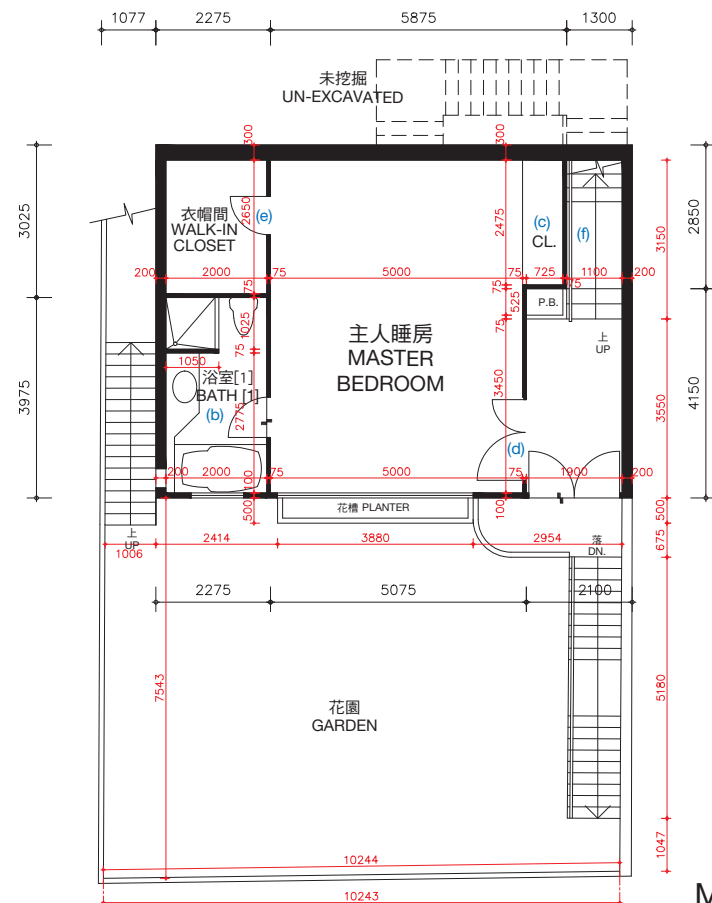 1077 2275 5875 1300
未挖掘
UN-EXCAVATED
300 300
3025
2850
衣帽間
WALK-IN
CLOSET
(e)
2650
2475
(c)
CL.
(f)
3150
200 2000 75 5000 75 725 75 1100 200
75
75
525
P.B.
1025
主人睡房
MASTER
BEDROOM
上
UP
75
1050
浴室[1]
BATH [1]
(b)
2775
3450
3550
3975
4150
(d)
200 2000 75 5000 75 1900 200
100
100
500
花槽 PLANTER
500
上
UP
落
DN.
675
1006 2414 3880 2954
2275 5075 2100
7543
5180
花園
GARDEN
1047
10244
10243
M